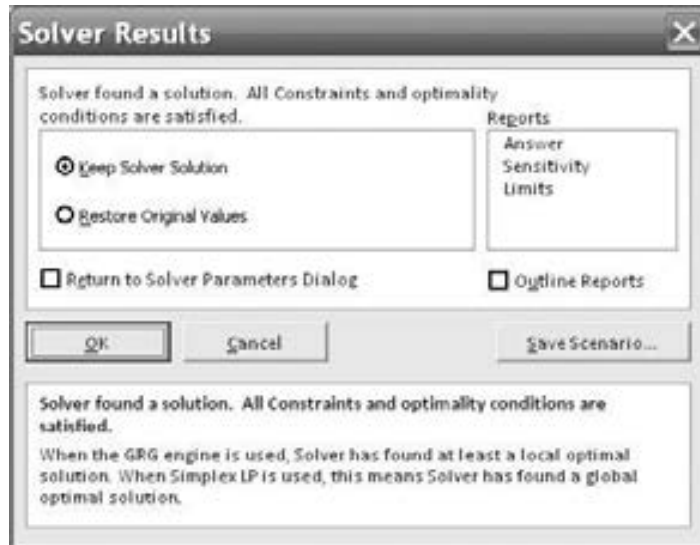 Solver Results
Solver found a solution. All Constraints and optimality
conditions are satisfied.
Reports
Answer
Sensitivity
Limits
Keep Solver Solution
Restore Original Values
Return to Solver Parameters Dialog
Outline Reports
OK
Cancel
Save Scenario...
Solver found a solution. All Constraints and optimality conditions are
satisfied.
When the GRG engine is used, Solver has found at least a local optimal
solution. When Simplex LP is used, this means Solver has found a global
optimal solution.